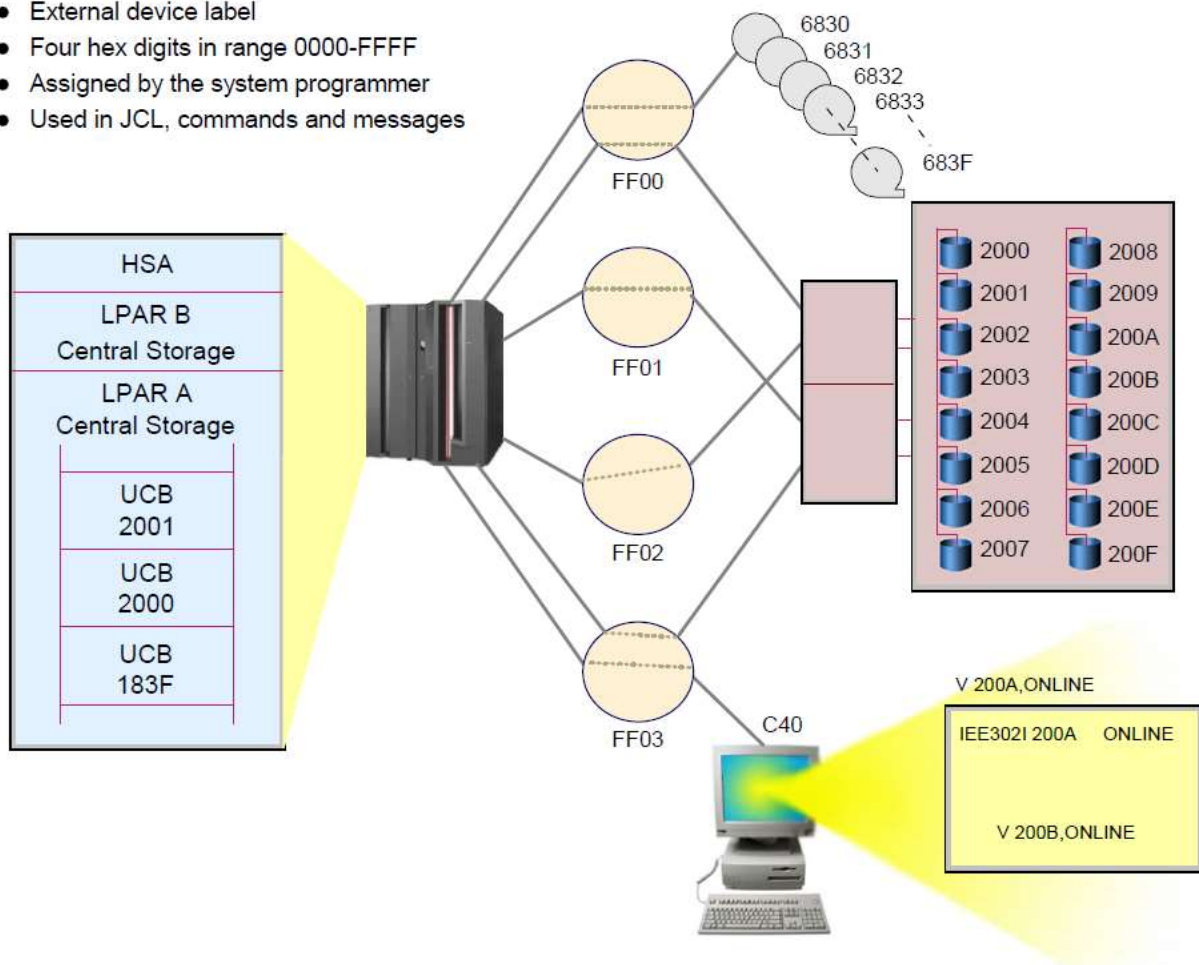 External device label
Four hex digits in range 0000-FFFF
Assigned by the system programmer
Used in JCL, commands and messages
6830
6831
6832
6833
683F
FF00
FF01
FF02
FF03
HSA
LPAR B
Central Storage
LPAR A
Central Storage
UCB
2001
UCB
2000
UCB
183F
2000
2008
2001
2009
2002
200A
2003
200B
2004
200C
2005
200D
2006
200E
2007
200F
C40
V 200A,ONLINE
IEE302I 200A ONLINE
V 200B,ONLINE